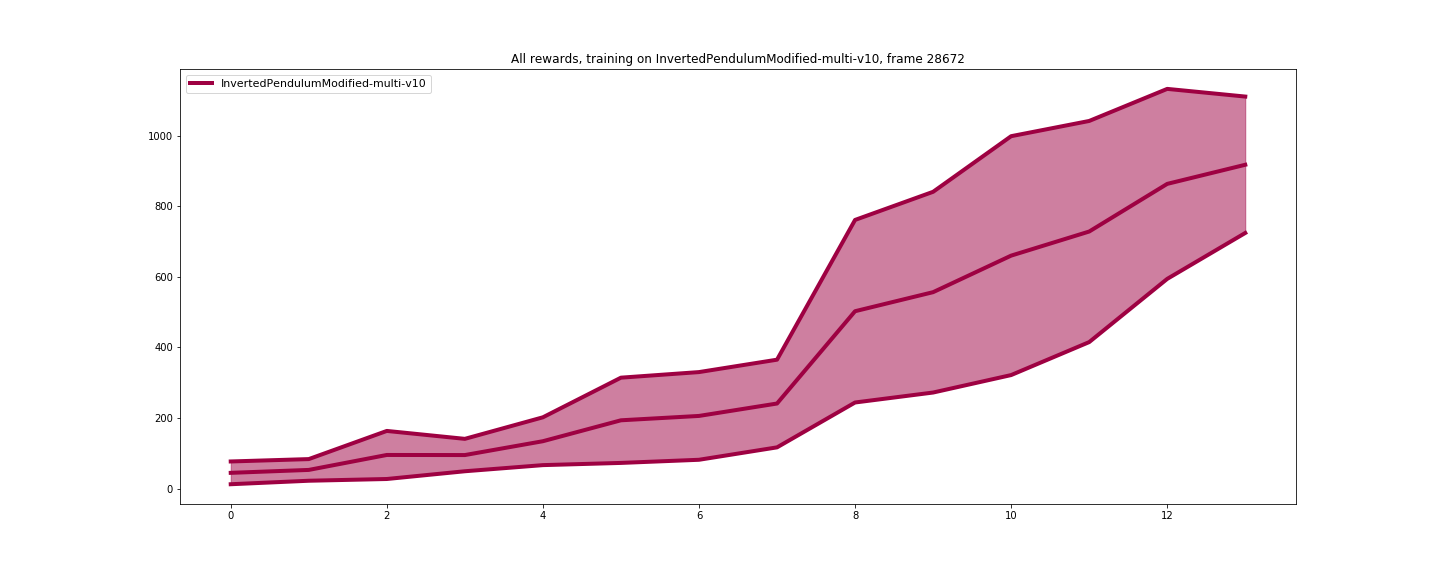 All rewards, training on InvertedPendulumModified-multi-v10, frame 28672
InvertedPendulumModified-multi-v10
1000
800
600
400
200
0
0 2 4 6 8 10 12